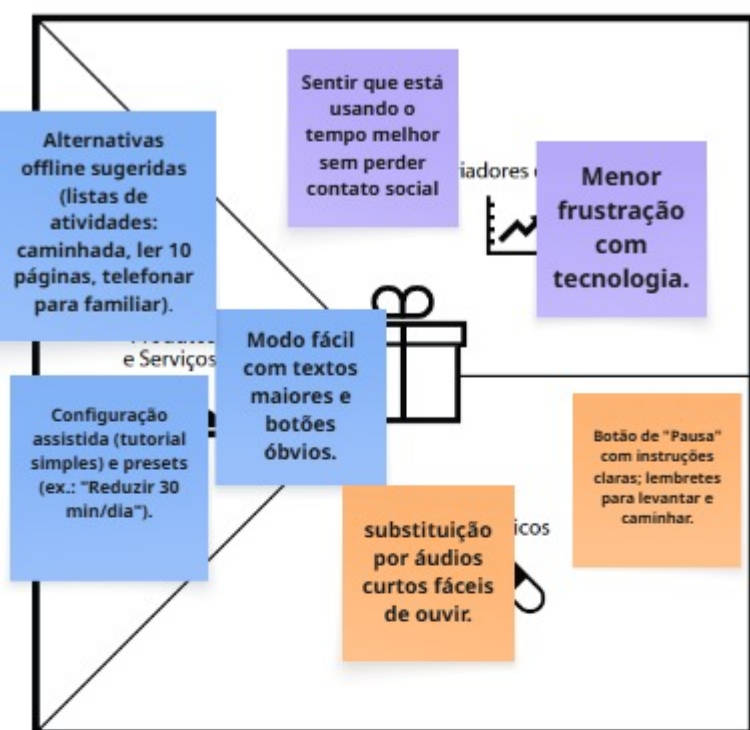 Sentir que está
usando o
tempo melhor
sem perder
contato social
Menor
frustração
com
tecnologia.
Alternativas
offline sugeridas
(listas de
atividades:
caminhada, ler 10
páginas, telefonar
para familiar).
e Serviços
Modo fácil
com textos
maiores e
botões
óbvios.
Configuração
assistida (tutorial
simples) e presets
(ex.: "Reduzir 30
min/dia").
Botão de "Pausa"
com instruções
claras; lembretes
para levantar e
caminhar.
substituição
por áudios
curtos fáceis
de ouvir.